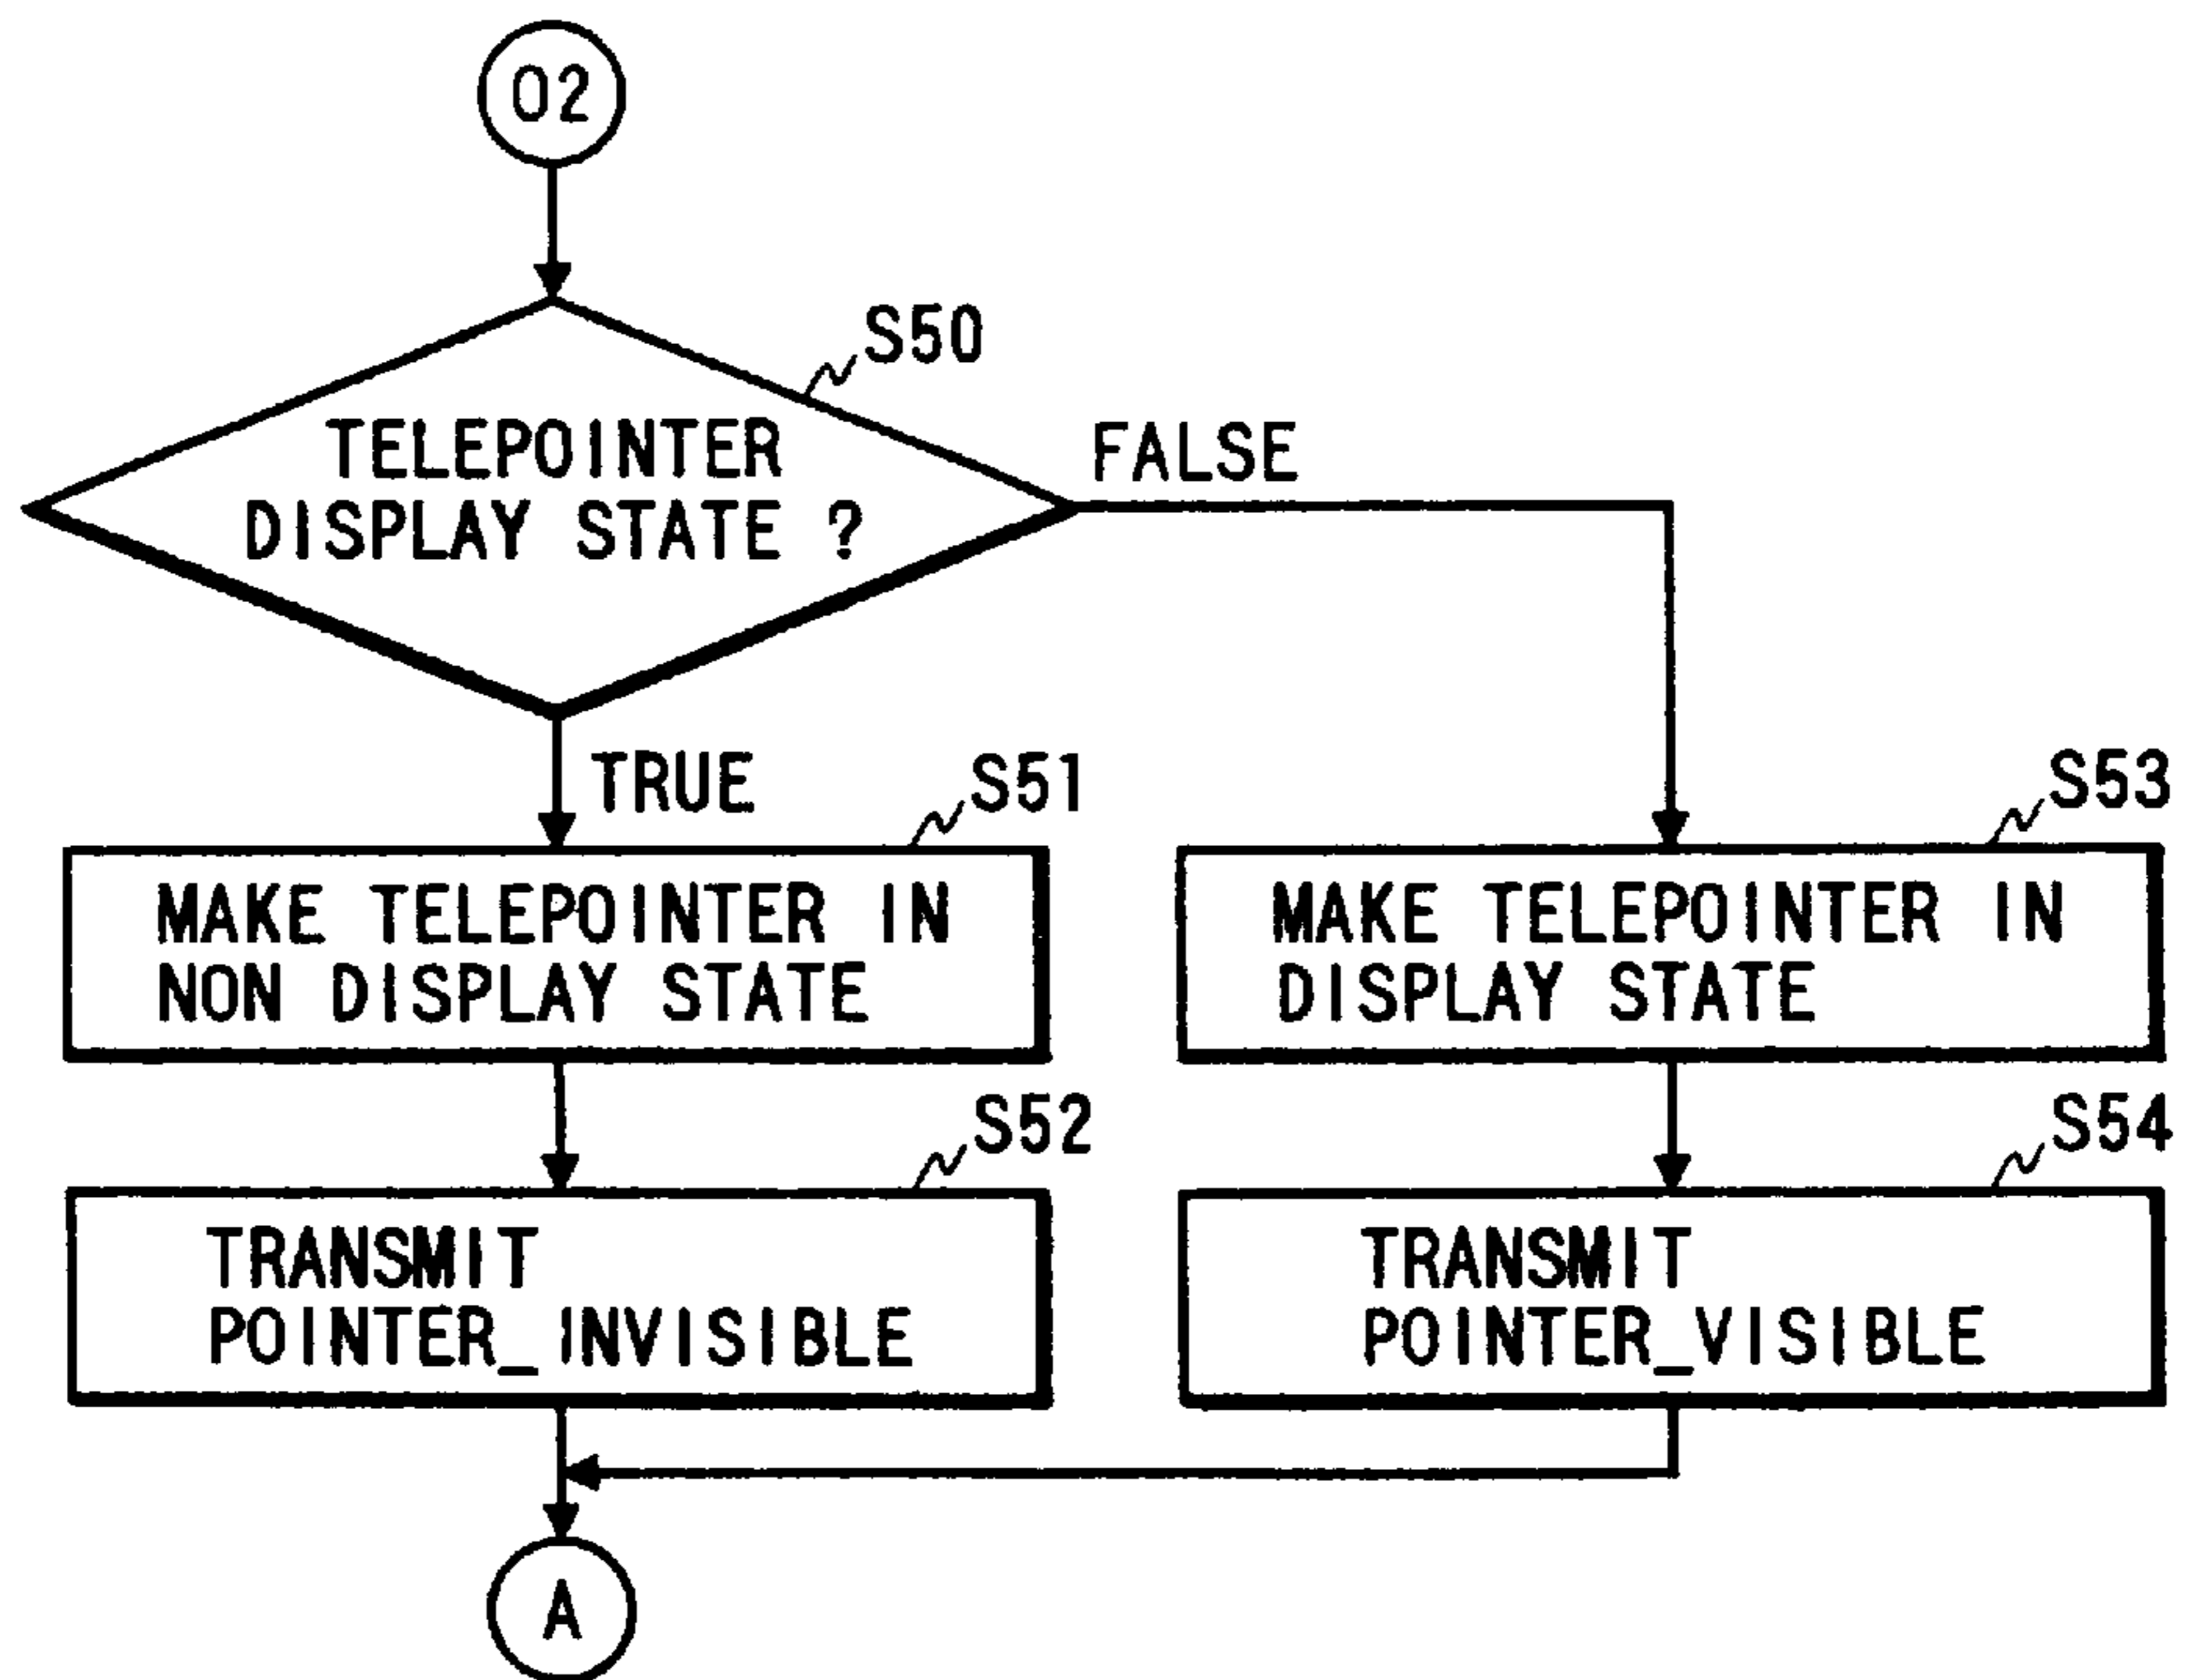 02
S50
TELEPOINTER
DISPLAY STATE ?
FALSE
TRUE
S51
MAKE TELEPOINTER IN
NON DISPLAY STATE
S53
MAKE TELEPOINTER IN
DISPLAY STATE
S52
TRANSMIT
POINTER_INVISIBLE
S54
TRANSMIT
POINTER_VISIBLE
A